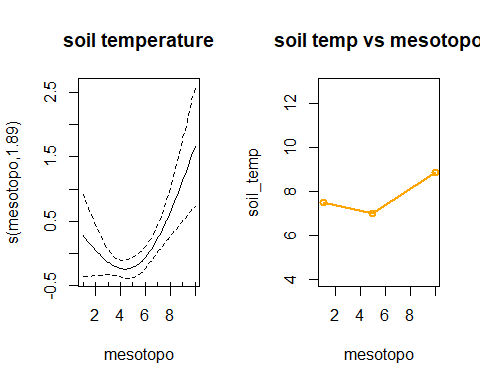 soil temperature
s(mesotopo,1.89)
2.5
1.5
0.5
-0.5
2 4 6 8
mesotopo
soil temp vs mesotopo
soil_temp
12
10
8
6
4
2 4 6 8
mesotopo